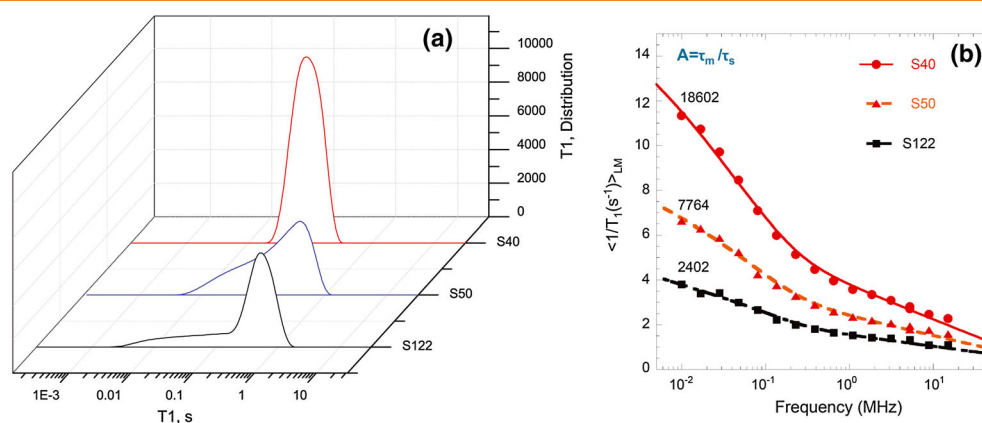 (a)
10000
8000
6000
4000
2000
0
T1, Distribution
S40
S50
S122
1E-3 0.01 0.1 1 10
T1, s
(b)
A=τm/τs
S40
S50
S122
18602
7764
2402
14
12
10
8
6
4
2
0
<1/T1(s-1)>LM
10-2 10-1 100 101
Frequency (MHz)